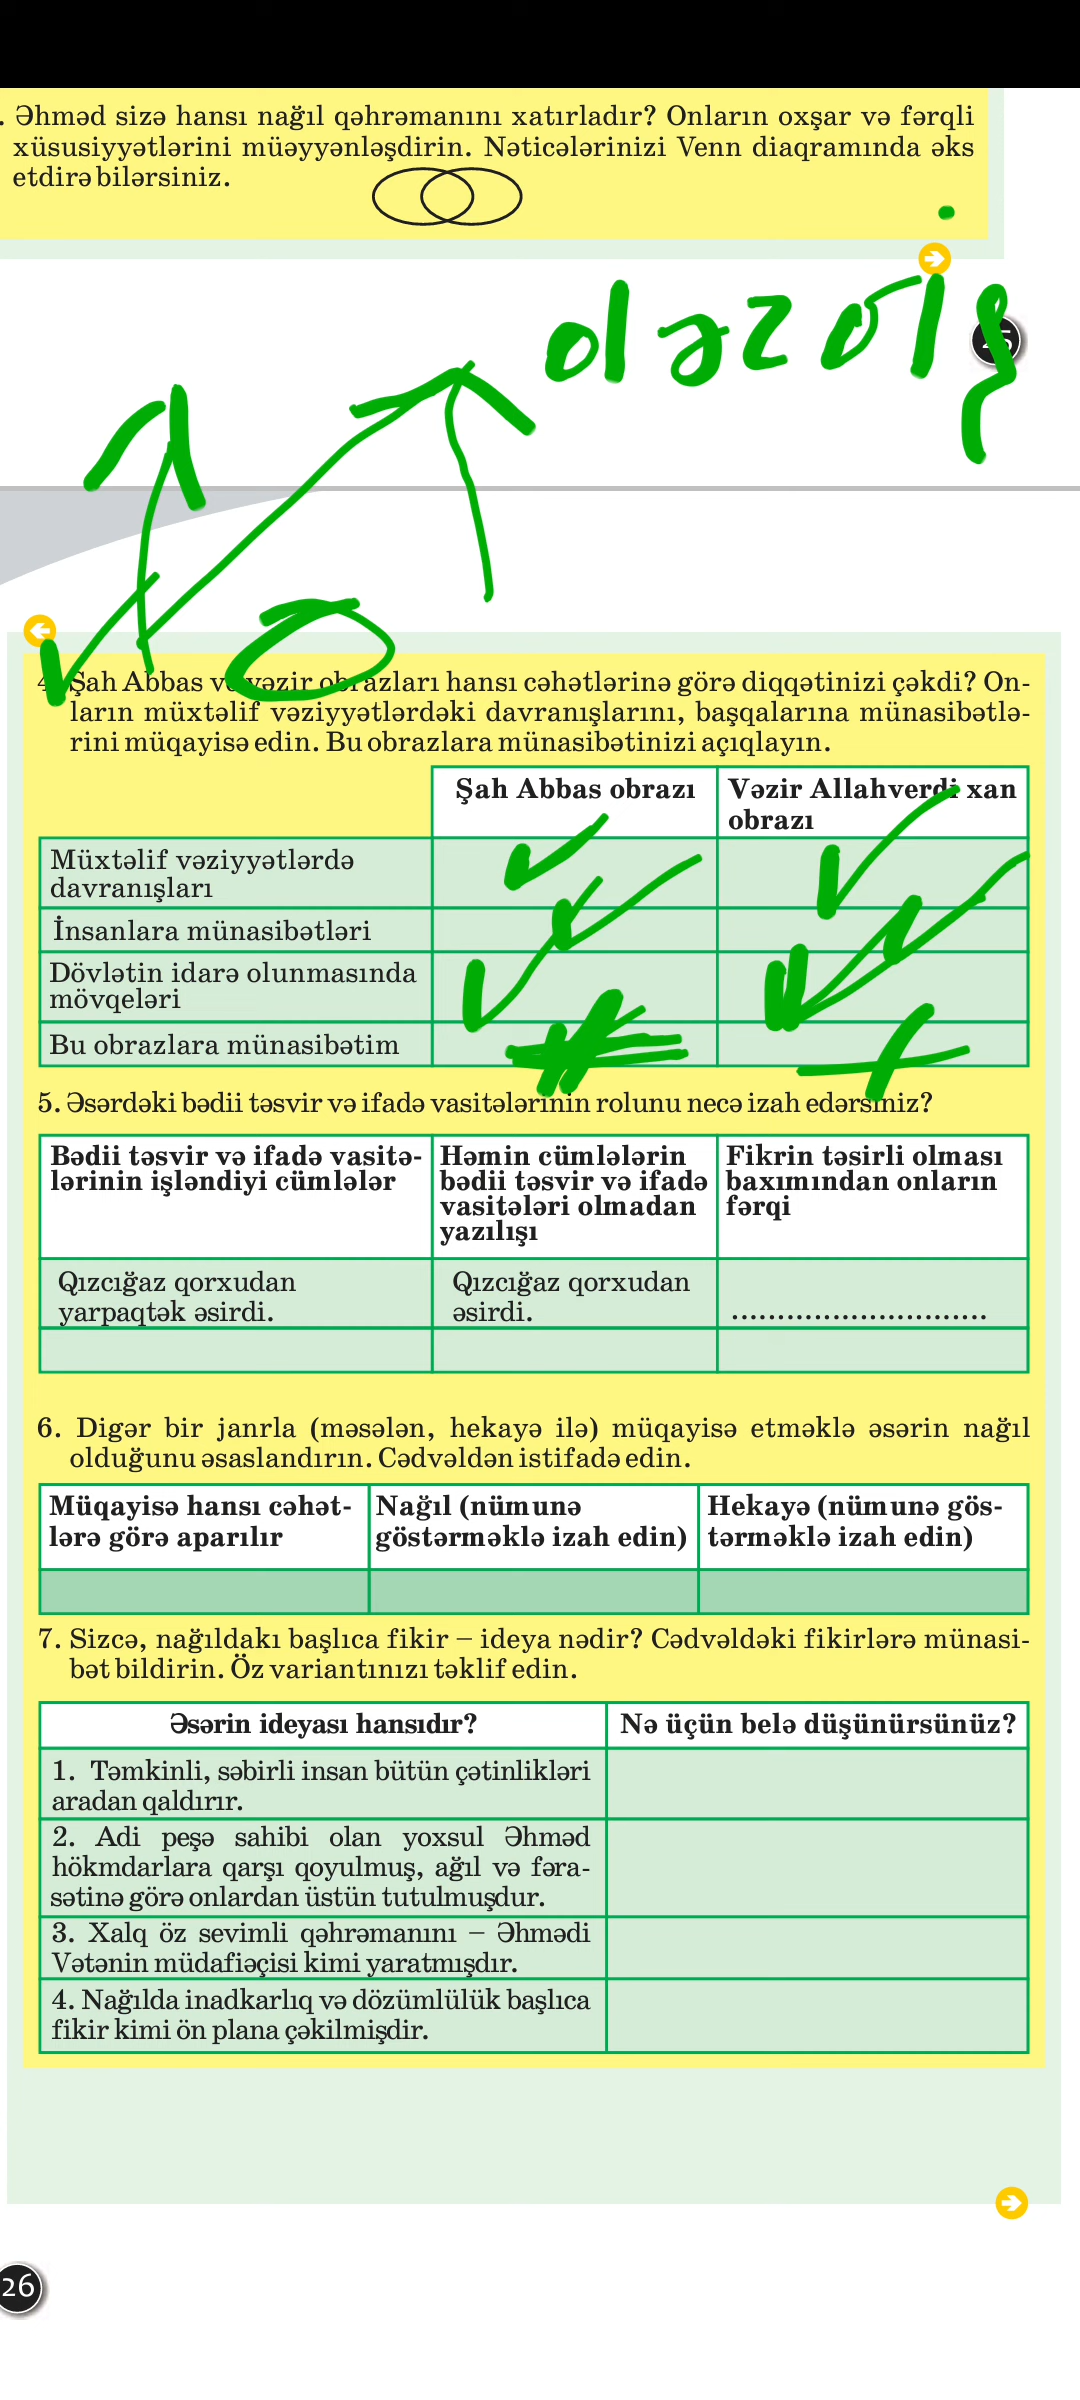 . Əhməd sizə hansı nağıl qəhrəmanını xatırladır? Onların oxşar və fərqli
xüsusiyyətlərini müəyyənləşdirin. Nəticələrinizi Venn diaqramında əks
etdirə bilərsiniz.
4. Şah Abbas və vəzir obrazları hansı cəhətlərinə görə diqqətinizi çəkdi? On-
ların müxtəlif vəziyyətlərdəki davranışlarını, başqalarına münasibətlə-
rini müqayisə edin. Bu obrazlara münasibətinizi açıqlayın.
Şah Abbas obrazı
Vəzir Allahverdi xan
obrazı
Müxtəlif vəziyyətlərdə
davranışları
İnsanlara münasibətləri
Dövlətin idarə olunmasında
mövqeləri
Bu obrazlara münasibətim
5. Əsərdəki bədii təsvir və ifadə vasitələrinin rolunu necə izah edərsiniz?
Bədii təsvir və ifadə vasitə-
lərinin işləndiyi cümlələr
Həmin cümlələrin
bədii təsvir və ifadə
vasitələri olmadan
yazılışı
Fikrin təsirli olması
baxımından onların
fərqi
Qızcığaz qorxudan
yarpaqtək əsirdi.
Qızcığaz qorxudan
əsirdi.
............................
6. Digər bir janrla (məsələn, hekayə ilə) müqayisə etməklə əsərin nağıl
olduğunu əsaslandırın. Cədvəldən istifadə edin.
Müqayisə hansı cəhət-
lərə görə aparılır
Nağıl (nümunə
göstərməklə izah edin)
Hekayə (nümunə gös-
tərməklə izah edin)
7. Sizcə, nağıldakı başlıca fikir – ideya nədir? Cədvəldəki fikirlərə münasi-
bət bildirin. Öz variantınızı təklif edin.
Əsərin ideyası hansıdır?
Nə üçün belə düşünürsünüz?
1. Təmkinli, səbirli insan bütün çətinlikləri
aradan qaldırır.
2. Adi peşə sahibi olan yoxsul Əhməd
hökmdarlara qarşı qoyulmuş, ağıl və fəra-
sətinə görə onlardan üstün tutulmuşdur.
3. Xalq öz sevimli qəhrəmanını – Əhmədi
Vətənin müdafiəçisi kimi yaratmışdır.
4. Nağılda inadkarlıq və dözümlülük başlıca
fikir kimi ön plana çəkilmişdir.
26